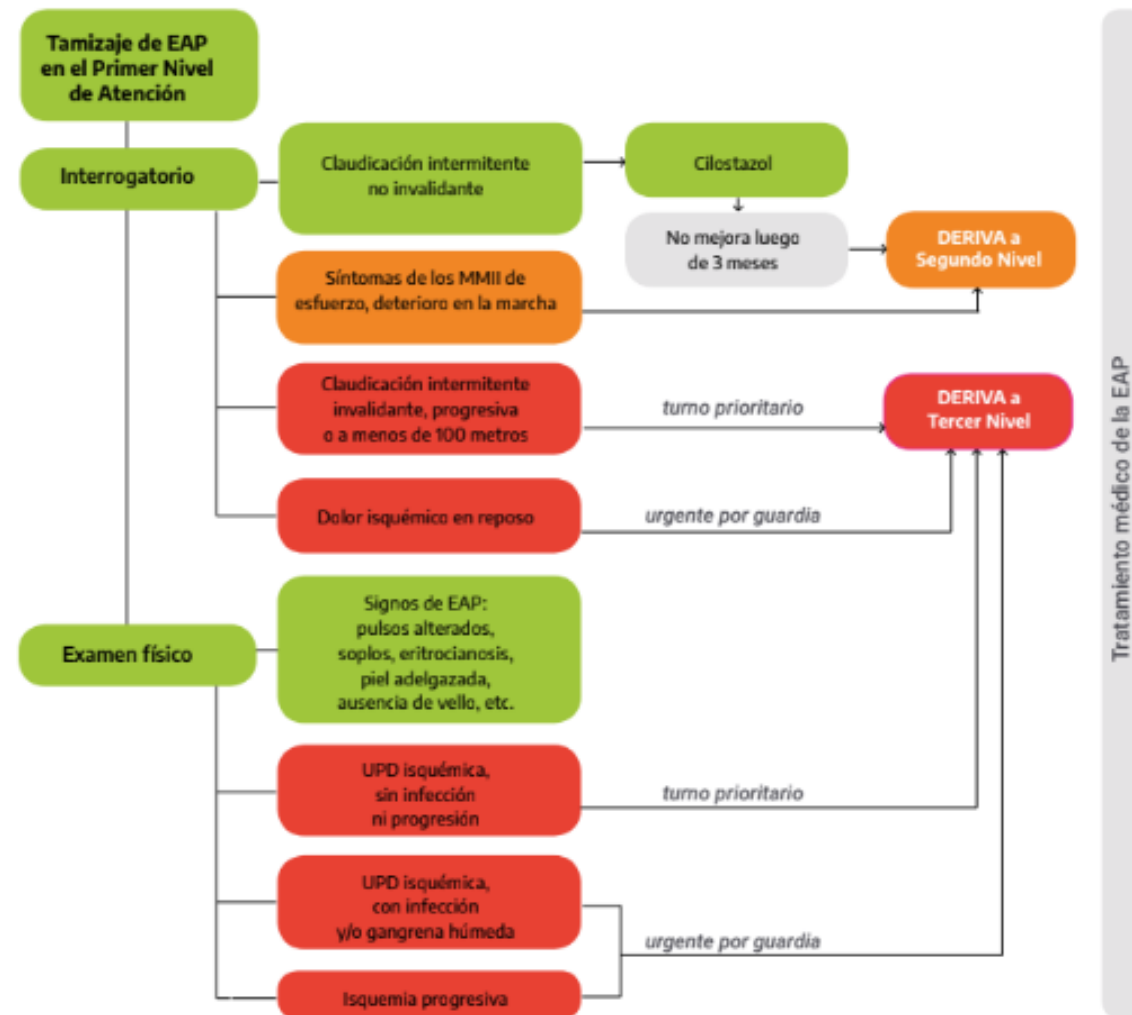 Tamizaje de EAP
en el Primer Nivel
de Atención
Interrogatorio
Claudicación intermitente
no invalidante
Cilostazol
No mejora luego
de 3 meses
DERIVA a
Segundo Nivel
Síntomas de los MMII de
esfuerzo, deterioro en la marcha
Claudicación intermitente
invalidante, progresiva
o a menos de 100 metros
turno prioritario
DERIVA a
Tercer Nivel
Dolor isquémico en reposo
urgente por guardia
Examen físico
Signos de EAP:
pulsos alterados,
soplos, eritrocianosis,
piel adelgazada,
ausencia de vello, etc.
UPD isquémica,
sin infección
ni progresión
turno prioritario
UPD isquémica,
con infección
y/o gangrena húmeda
urgente por guardia
Isquemia progresiva
Tratamiento médico de la EAP